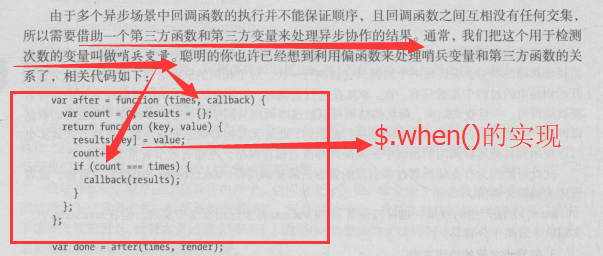 由于多个异步场景中回调函数的执行并不能保证顺序,且回调函数之间互相没有任何交集,
所以需要借助一个第三方函数和第三方变量来处理异步协作的结果。通常,我们把这个用于检测
次数的变量叫做哨兵变量。聪明的你也许已经想到利用偏函数来处理哨兵变量和第三方函数的关
系了,相关代码如下:
var after = function (times, callback) {
var count = 0, results = {};
return function (key, value) {
results[key] = value;
count++
if (count === times) {
callback(results);
}
};
};
$.when()的实现
var done = after(times, render);